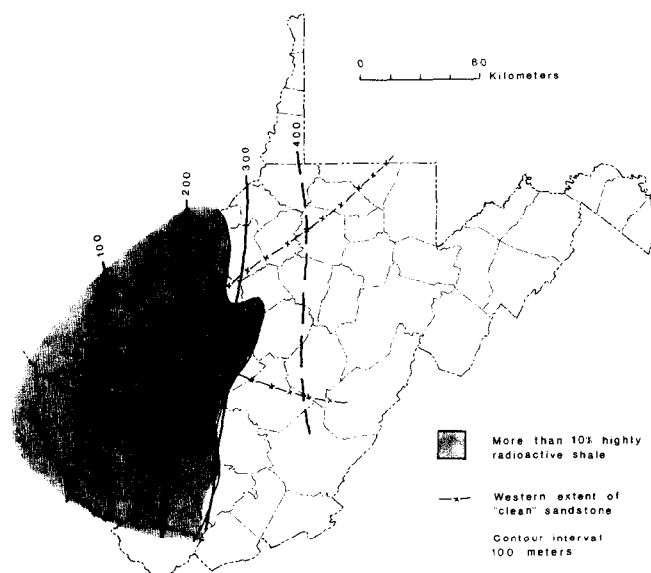 0 80
Kilometers
400
300
200
100
More than 10% highly
radioactive shale
Western extent of
"clean" sandstone
Contour interval
100 meters